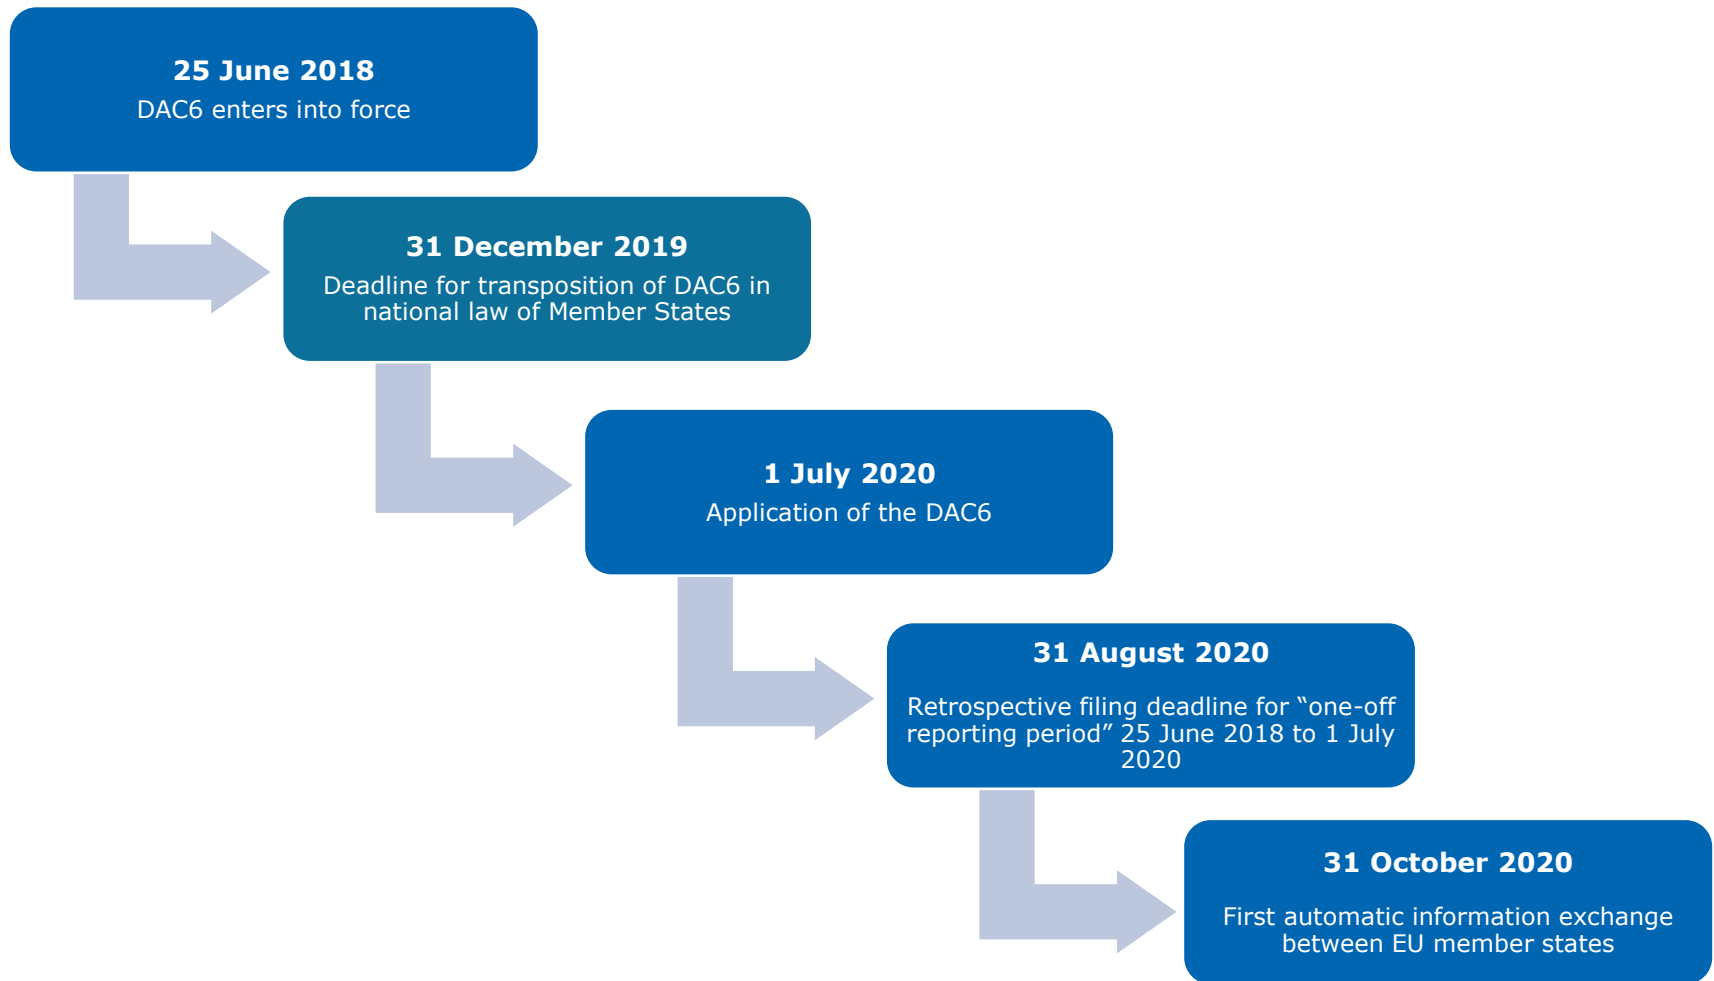 25 June 2018
DAC6 enters into force
31 December 2019
Deadline for transposition of DAC6 in
national law of Member States
1 July 2020
Application of the DAC6
31 August 2020
Retrospective filing deadline for “one-off
reporting period” 25 June 2018 to 1 July
2020
31 October 2020
First automatic information exchange
between EU member states